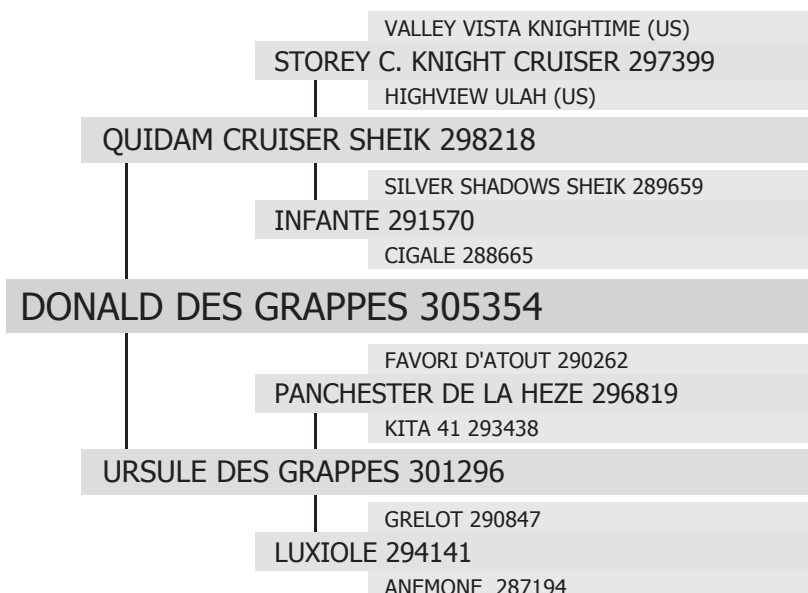 VALLEY VISTA KNIGHTIME (US)
STOREY C. KNIGHT CRUISER 297399
HIGHVIEW ULAH (US)
QUIDAM CRUISER SHEIK 298218
SILVER SHADOWS SHEIK 289659
INFANTE 291570
CIGALE 288665
DONALD DES GRAPPES 305354
FAVORI D'ATOUT 290262
PANCHESTER DE LA HEZE 296819
KITA 41 293438
URSULE DES GRAPPES 301296
GRELOT 290847
LUXIOLE 294141
ANEMONE 287194